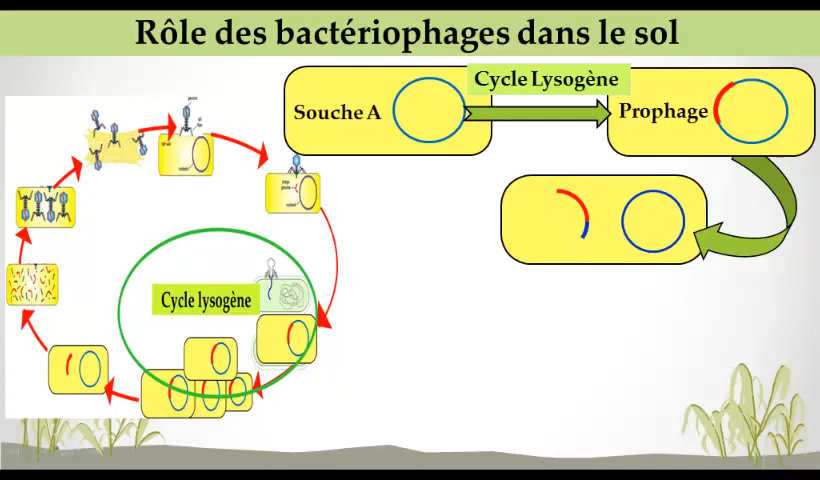 Rôle des bactériophages dans le sol
Cycle Lysogène
Souche A
Prophage
Cycle lysogène